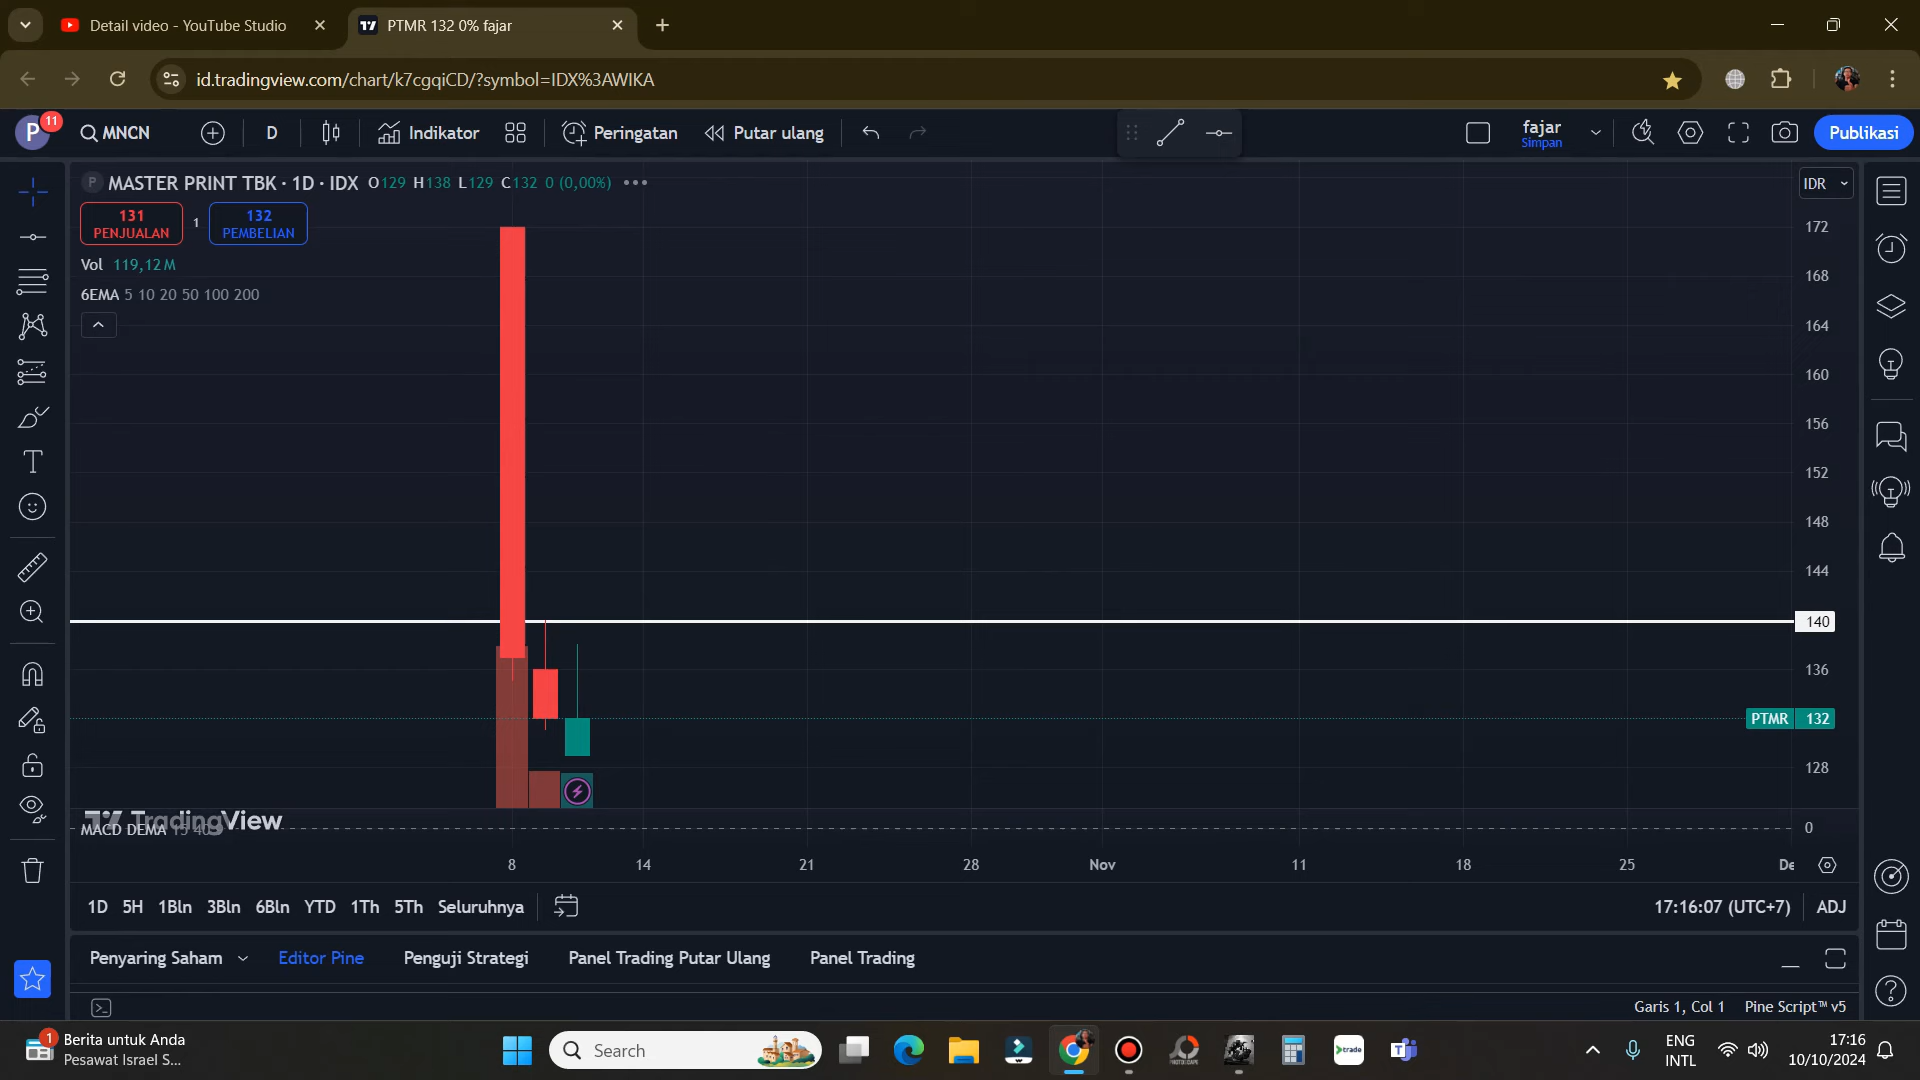 Detail video - YouTube Studio
PTMR 132 0% fajar
id.tradingview.com/chart/k7cgqiCD/?symbol=IDX%3AWIKA
P
11
MNCN
D
Indikator
Peringatan
Putar ulang
fajar
Simpan
Publikasi
P
MASTER PRINT TBK · 1D · IDX O129 H138 L129 C132 0 (0,00%)
IDR
131
PENJUALAN
1
132
PEMBELIAN
Vol 119,12 M
6EMA 5 10 20 50 100 200
172
168
164
160
156
152
148
144
140
136
PTMR 132
128
TradingView
MACD DEMA
0
8 14 21 28 Nov 11 18 25 De
1D 5H 1Bln 3Bln 6Bln YTD 1Th 5Th Seluruhnya
17:16:07 (UTC+7) ADJ
Penyaring Saham Editor Pine Penguji Strategi Panel Trading Putar Ulang Panel Trading
Garis 1, Col 1 Pine Script™ v5
1
Berita untuk Anda
Pesawat Israel S...
Search
trade
ENG
INTL
17:16
10/10/2024